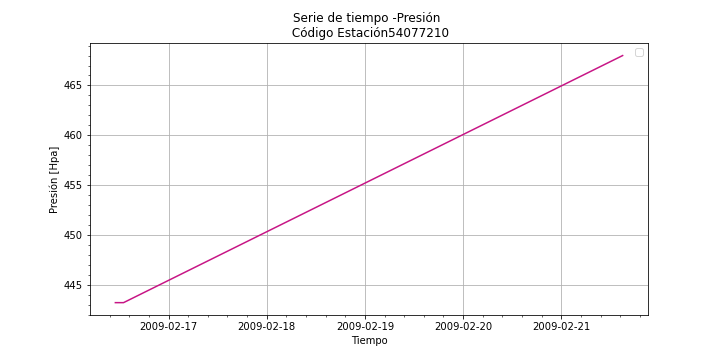 Serie de tiempo -Presión
Código Estación54077210
465
460
455
450
445
Presión [Hpa]
2009-02-17
2009-02-18
2009-02-19
2009-02-20
2009-02-21
Tiempo